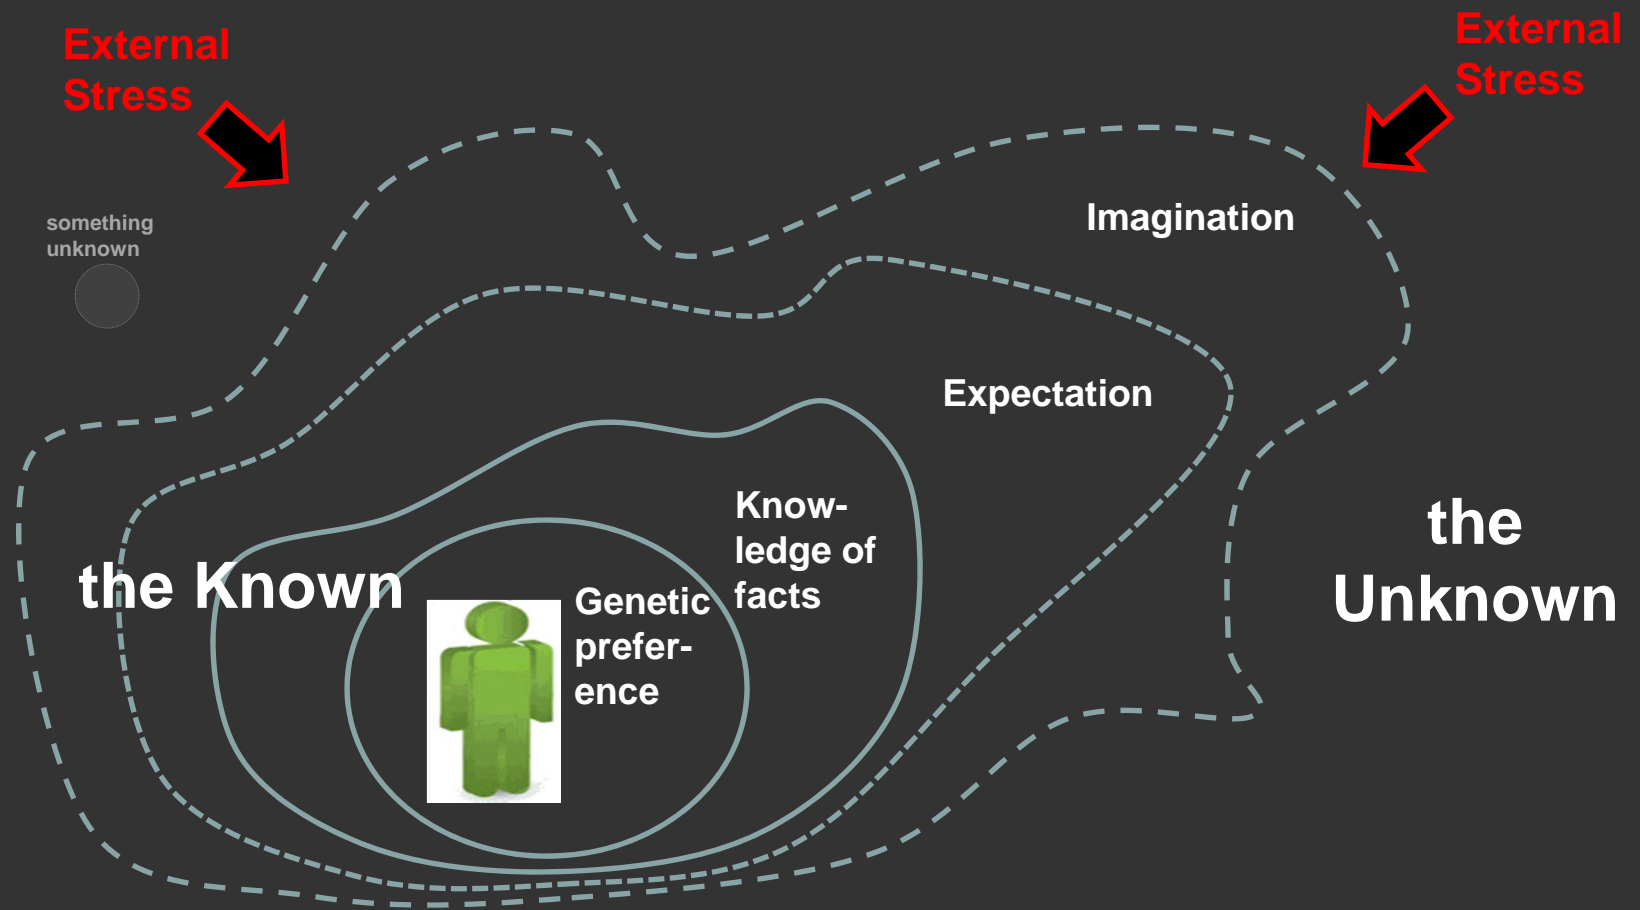 External
Stress
External
Stress
something
unknown
Imagination
Expectation
Know-
ledge of
facts
the
Unknown
the Known
Genetic
prefer-
ence